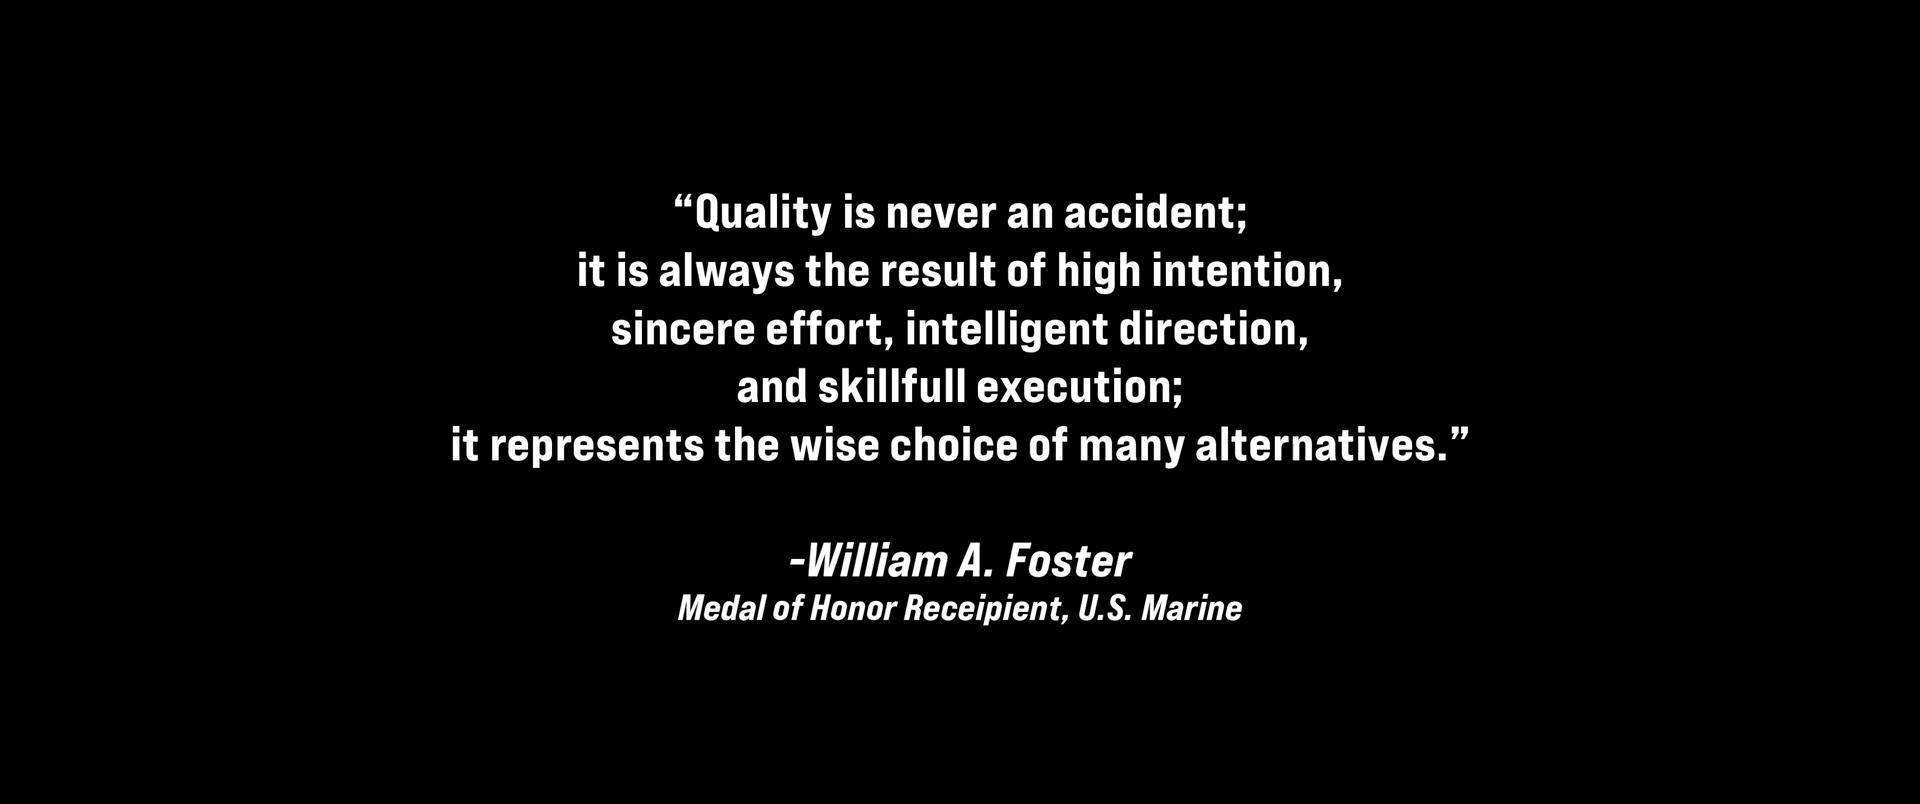 “Quality is never an accident;
it is always the result of high intention,
sincere effort, intelligent direction,
and skillfull execution;
it represents the wise choice of many alternatives.”
-William A. Foster
Medal of Honor Receipient, U.S. Marine